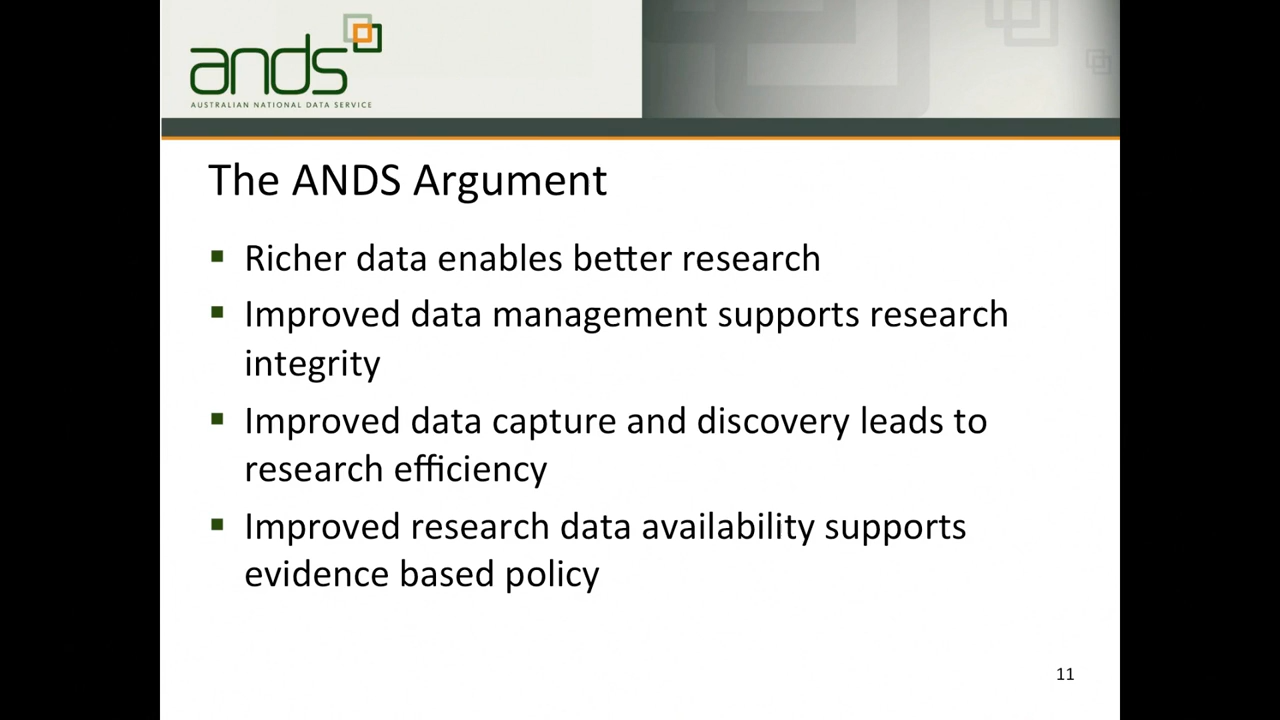 ands
AUSTRALIAN NATIONAL DATA SERVICE
The ANDS Argument
Richer data enables better research
Improved data management supports research
integrity
Improved data capture and discovery leads to
research efficiency
Improved research data availability supports
evidence based policy
11